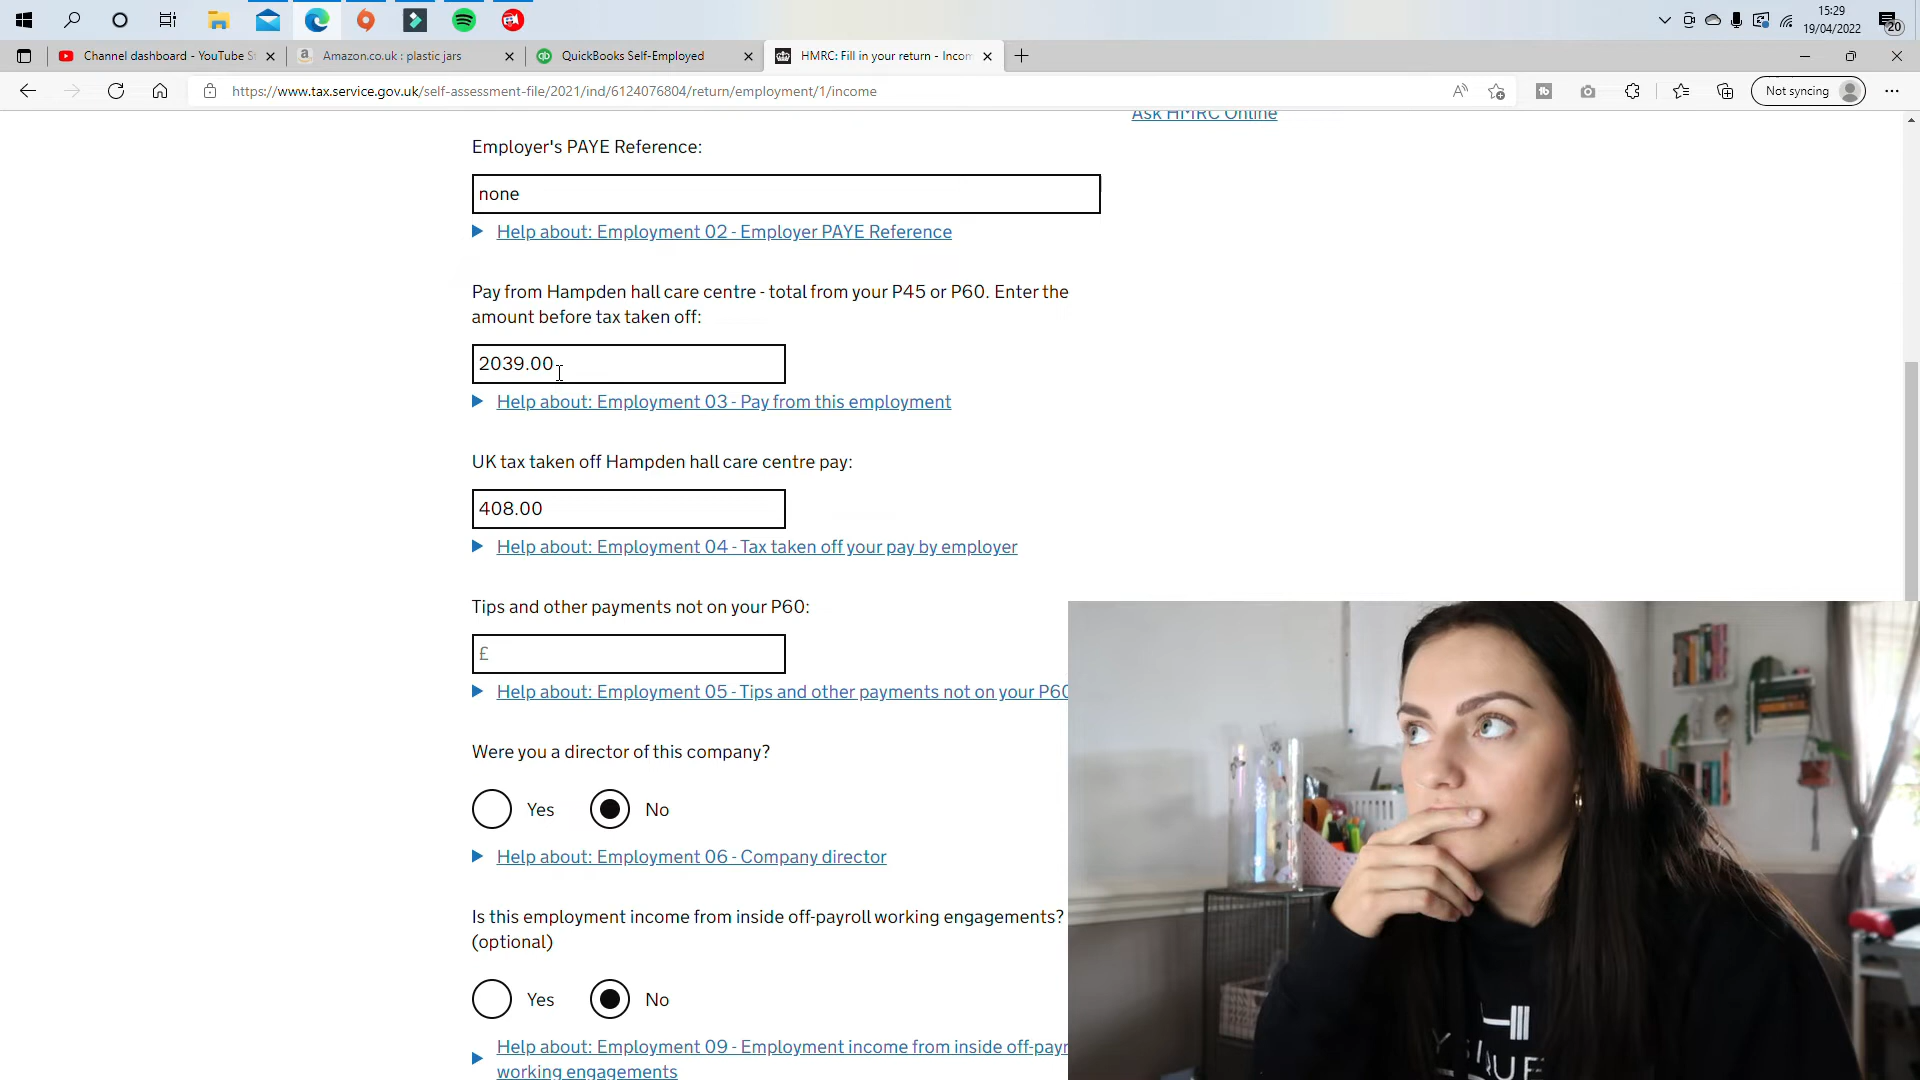 15:29
19/04/2022
20
Channel dashboard - YouTube S
Amazon.co.uk : plastic jars
QuickBooks Self-Employed
HMRC: Fill in your return - Incom
https://www.tax.service.gov.uk/self-assessment-file/2021/ind/6124076804/return/employment/1/income
Not syncing
Ask HMRC Online
Employer's PAYE Reference:
none
Help about: Employment 02 - Employer PAYE Reference
Pay from Hampden hall care centre - total from your P45 or P60. Enter the
amount before tax taken off:
2039.00
Help about: Employment 03 - Pay from this employment
UK tax taken off Hampden hall care centre pay:
408.00
Help about: Employment 04 - Tax taken off your pay by employer
Tips and other payments not on your P60:
£
Help about: Employment 05 - Tips and other payments not on your P60
Were you a director of this company?
Yes
No
Help about: Employment 06 - Company director
Is this employment income from inside off-payroll working engagements?
(optional)
Yes
No
Help about: Employment 09 - Employment income from inside off-payr
working engagements